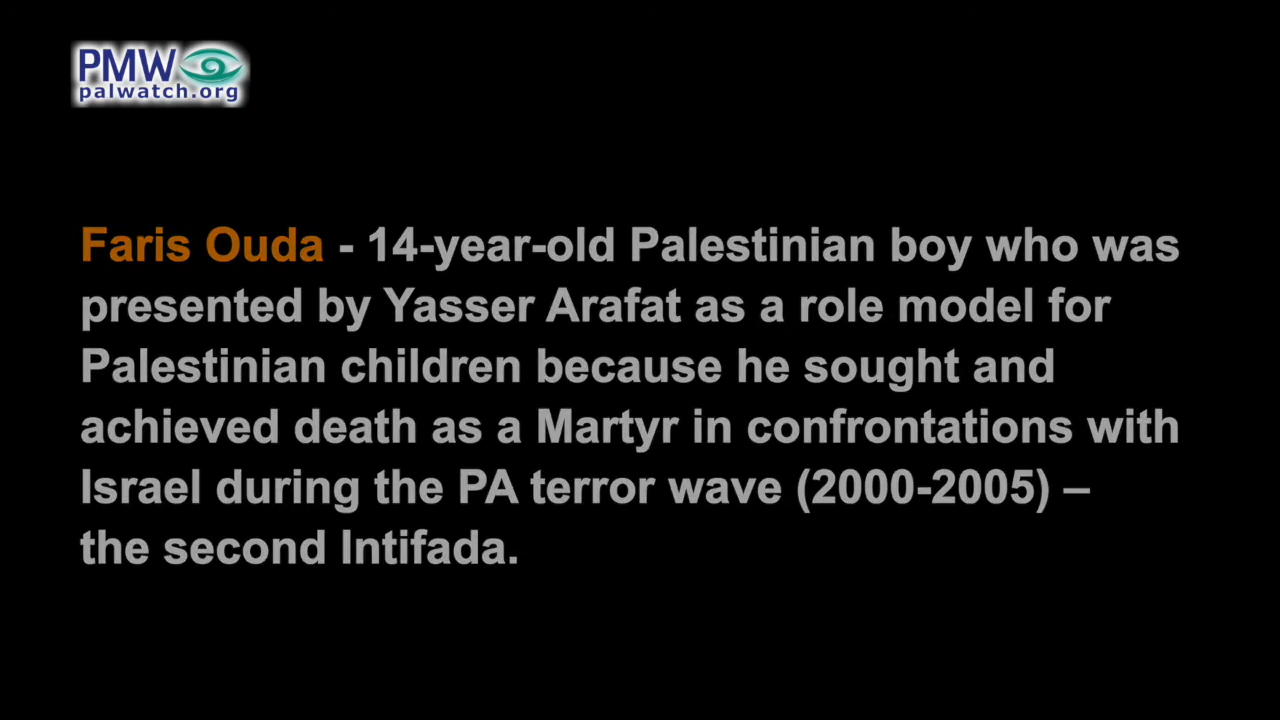 PMW
palwatch.org
Faris Ouda - 14-year-old Palestinian boy who was
presented by Yasser Arafat as a role model for
Palestinian children because he sought and
achieved death as a Martyr in confrontations with
Israel during the PA terror wave (2000-2005) –
the second Intifada.